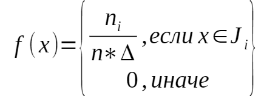 f(x)={ n_i / n*Δ , если x∈J_i
0, иначе }